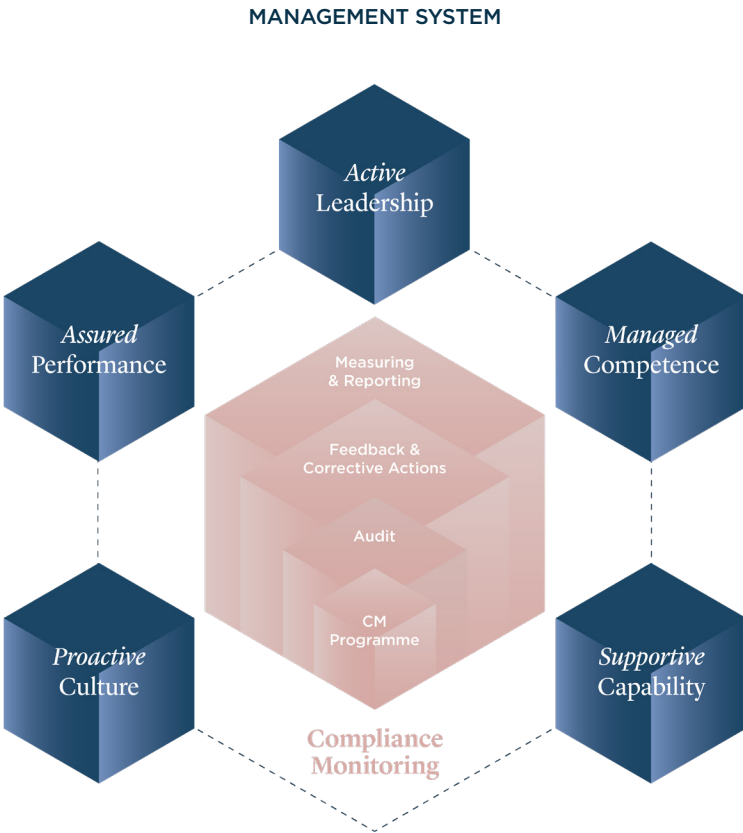 MANAGEMENT SYSTEM
Active
Leadership
Assured
Performance
Managed
Competence
Measuring
& Reporting
Feedback &
Corrective Actions
Audit
CM
Programme
Proactive
Culture
Supportive
Capability
Compliance
Monitoring